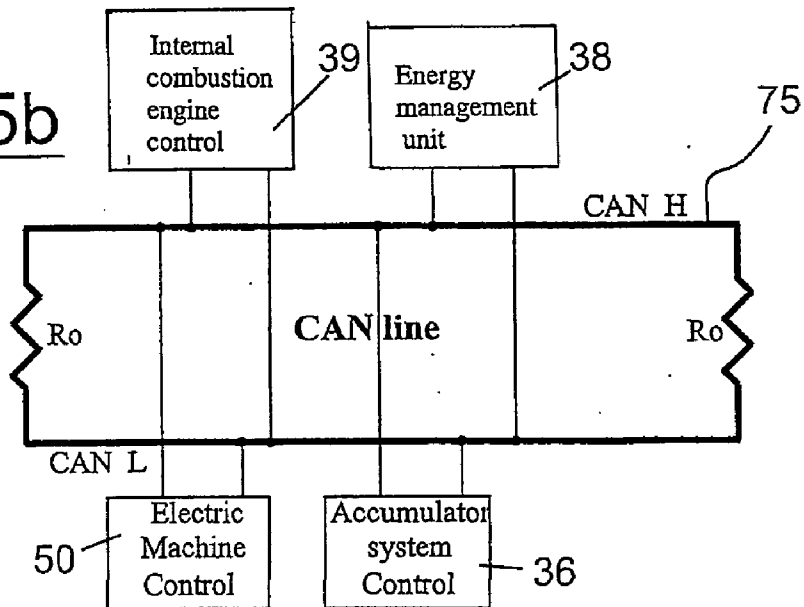 5b
Internal
combustion
engine
control
39
Energy
management
unit
38
75
CAN H
Ro
CAN line
Ro
CAN L
Electric
Machine
Control
50
Accumulator
system
Control
36